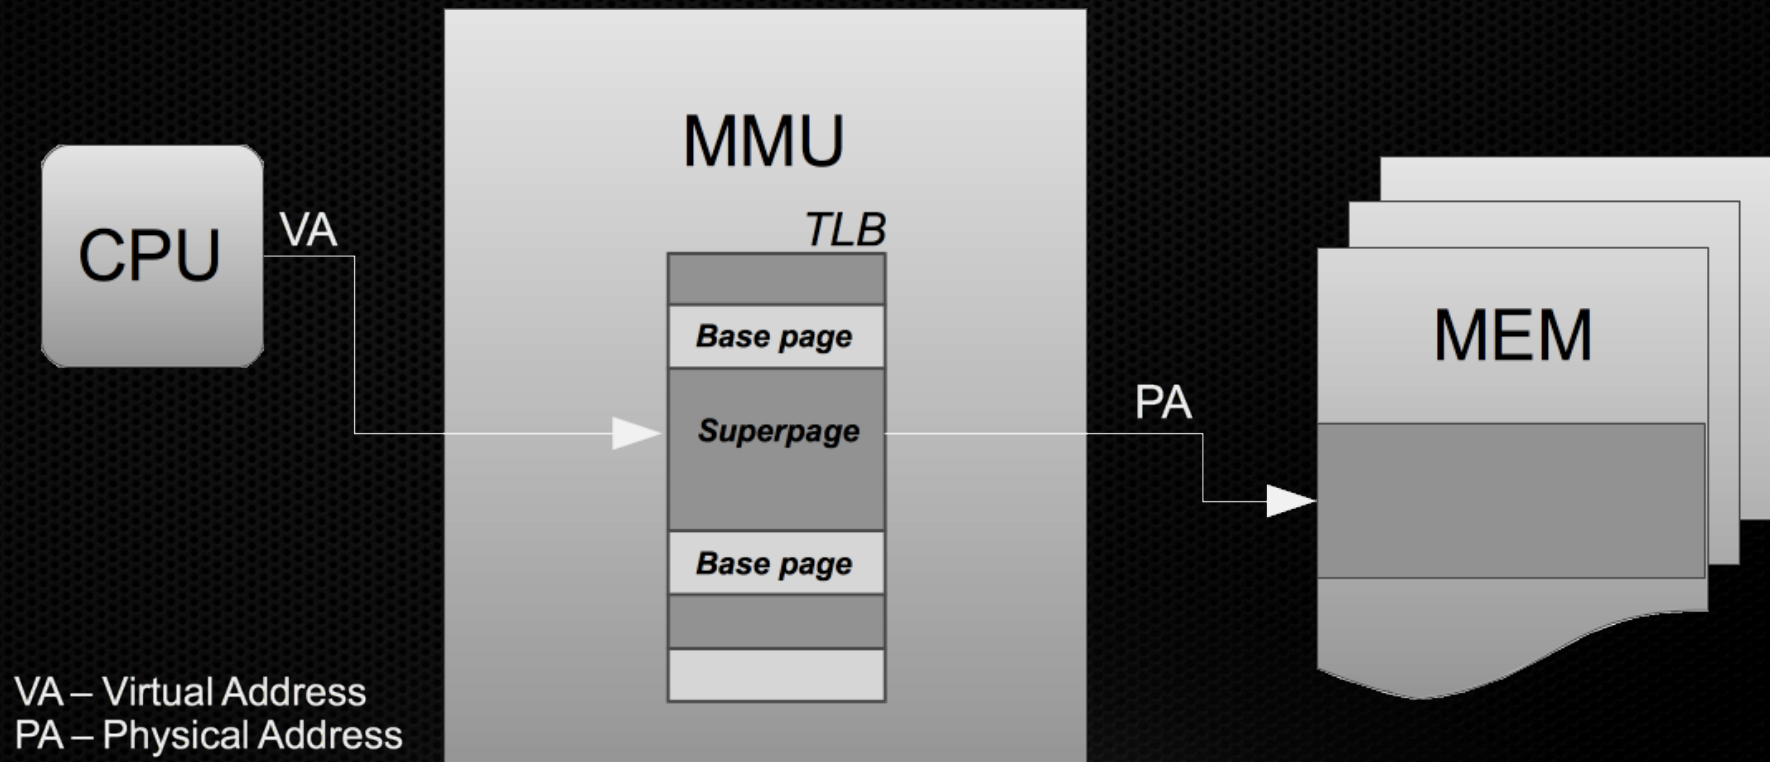 MMU
CPU
VA
TLB
Base page
Superpage
Base page
PA
MEM
VA – Virtual Address
PA – Physical Address